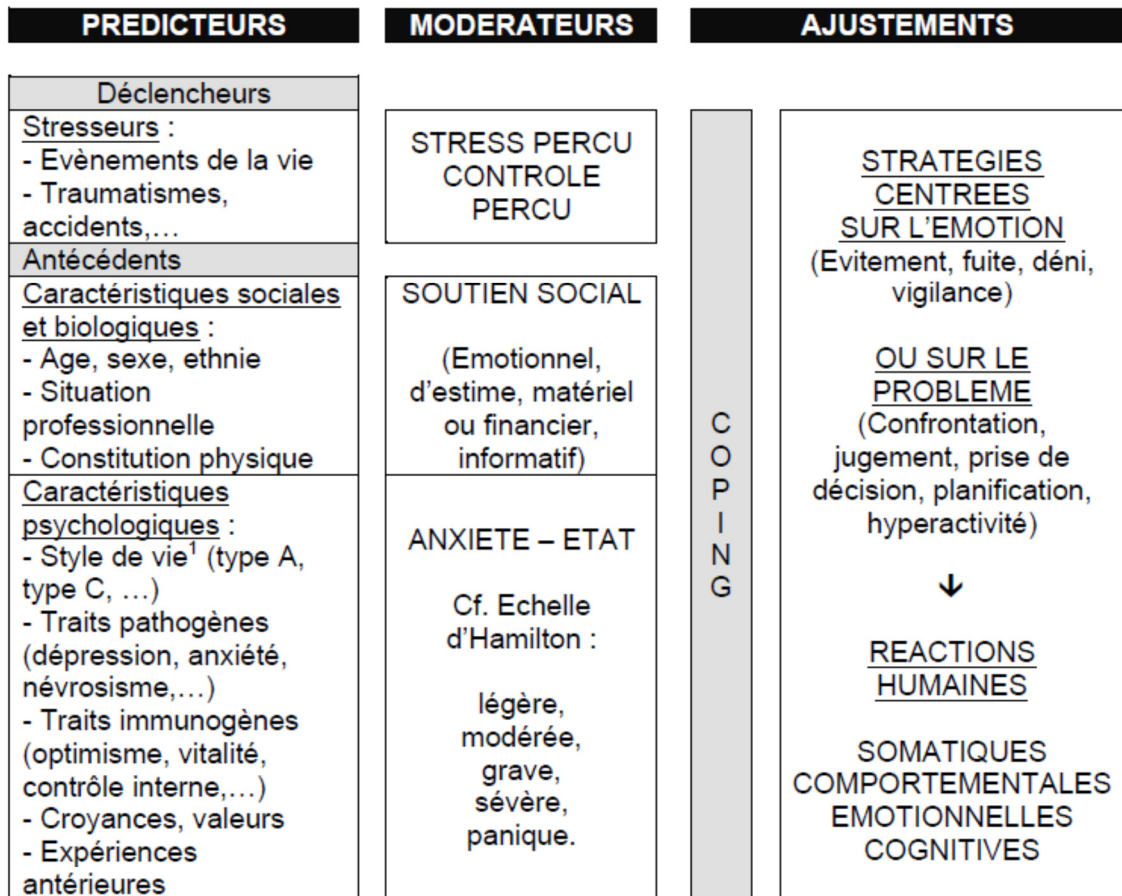 PREDICTEURS
Déclencheurs
Stresseurs :
- Evènements de la vie
- Traumatismes,
accidents,…
Antécédents
Caractéristiques sociales
et biologiques :
- Age, sexe, ethnie
- Situation
professionnelle
- Constitution physique
Caractéristiques
psychologiques :
- Style de vie¹ (type A,
type C, …)
- Traits pathogènes
(dépression, anxiété,
névrosisme,…)
- Traits immunogènes
(optimisme, vitalité,
contrôle interne,…)
- Croyances, valeurs
- Expériences
antérieures
MODERATEURS
STRESS PERCU
CONTROLE
PERCU
SOUTIEN SOCIAL
(Emotionnel,
d’estime, matériel
ou financier,
informatif)
ANXIETE – ETAT
Cf. Echelle
d’Hamilton :
légère,
modérée,
grave,
sévère,
panique.
AJUSTEMENTS
C
O
P
I
N
G
STRATEGIES
CENTREES
SUR L’EMOTION
(Evitement, fuite, déni,
vigilance)
OU SUR LE
PROBLEME
(Confrontation,
jugement, prise de
décision, planification,
hyperactivité)
↓
REACTIONS
HUMAINES
SOMATIQUES
COMPORTEMENTALES
EMOTIONNELLES
COGNITIVES